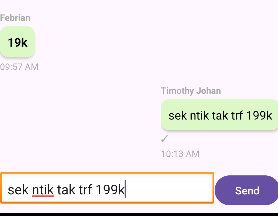 Febrian
19k
09:57 AM
Timothy Johan
sek ntik tak trf 199k
✓
10:13 AM
sek ntik tak trf 199k
Send